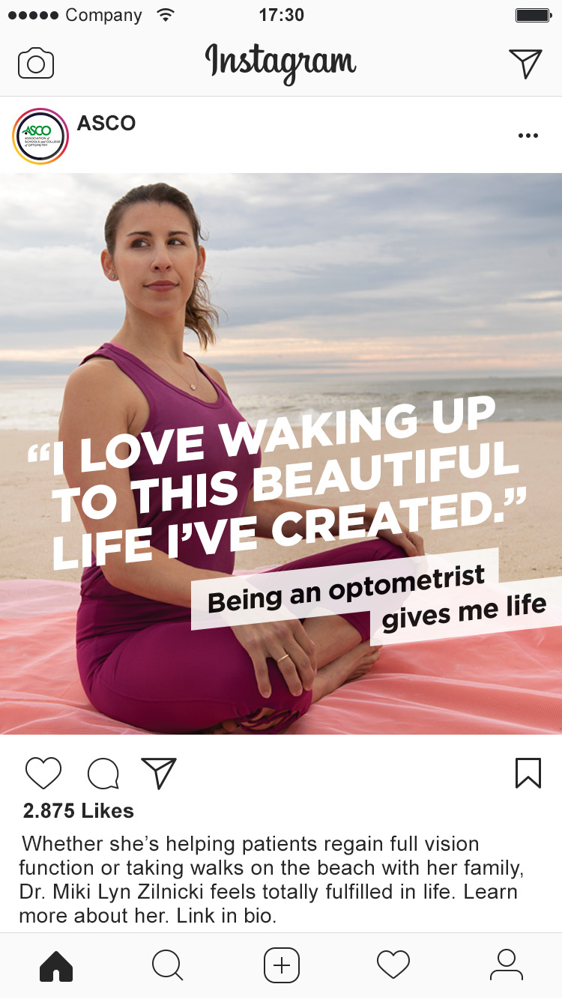 Company
17:30
Instagram
ASCO
ASCO
ASSOCIATION of
SCHOOLS and COLLEGES
of OPTOMETRY
“I LOVE WAKING UP
TO THIS BEAUTIFUL
LIFE I’VE CREATED.”
Being an optometrist
gives me life
2.875 Likes
Whether she’s helping patients regain full vision
function or taking walks on the beach with her family,
Dr. Miki Lyn Zilnicki feels totally fulfilled in life. Learn
more about her. Link in bio.